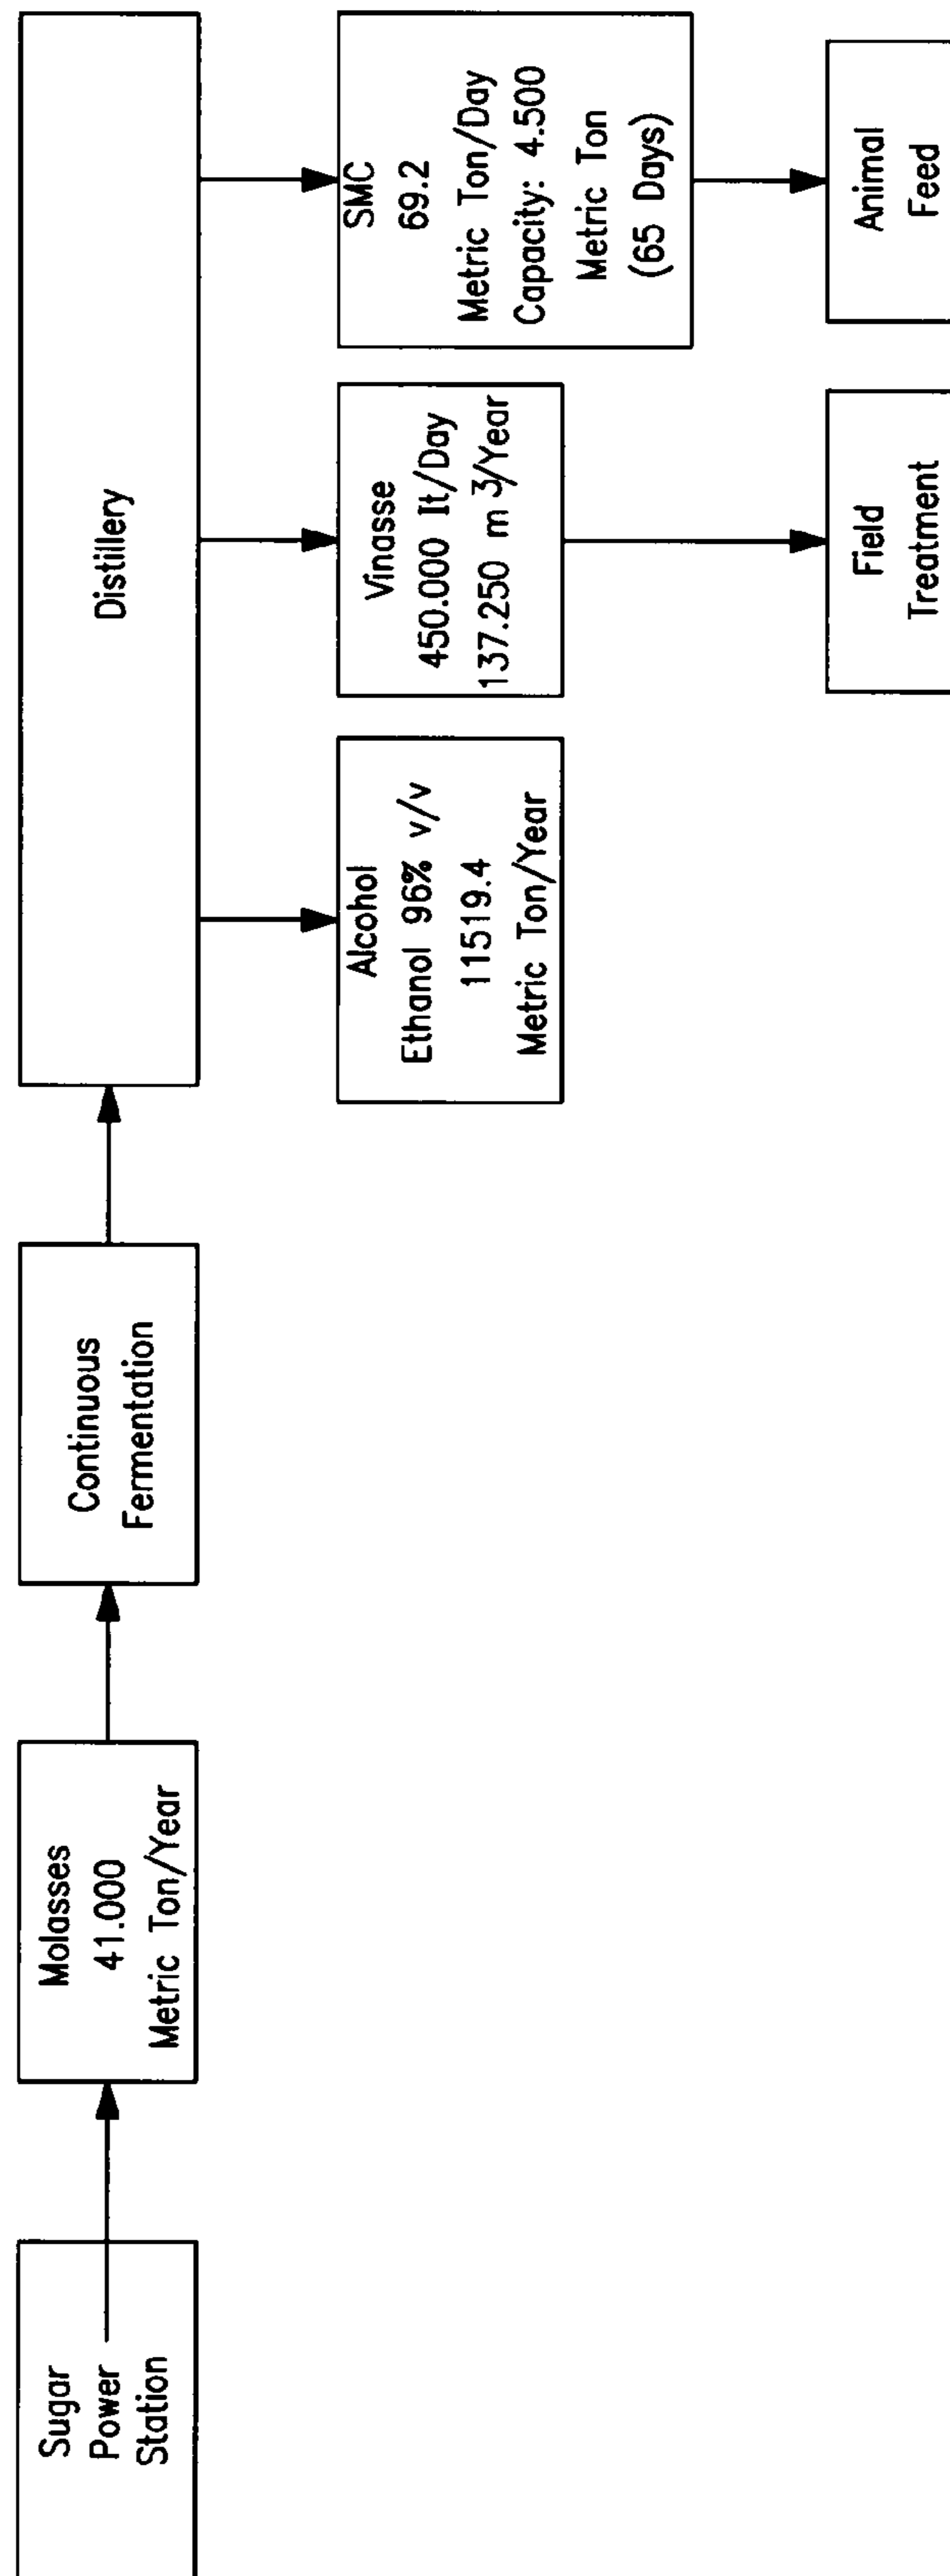 Sugar
Power
Station
Molasses
41.000
Metric Ton/Year
Continuous
Fermentation
Distillery
Alcohol
Ethanol 96% v/v
11519.4
Metric Ton/Year
Vinasse
450.000 It/Day
137.250 m 3/Year
SMC
69.2
Metric Ton/Day
Capacity: 4.500
Metric Ton
(65 Days)
Field
Treatment
Animal
Feed